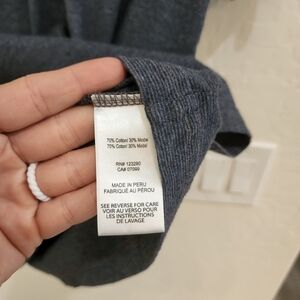 70% Cotton/ 30% Modal
70% Coton/ 30% Modal
RN# 123280
CA# 07099
MADE IN PERU
FABRIQUÉ AU PÉROU
SEE REVERSE FOR CARE
VOIR AU VERSO POUR
LES INSTRUCTIONS
DE LAVAGE